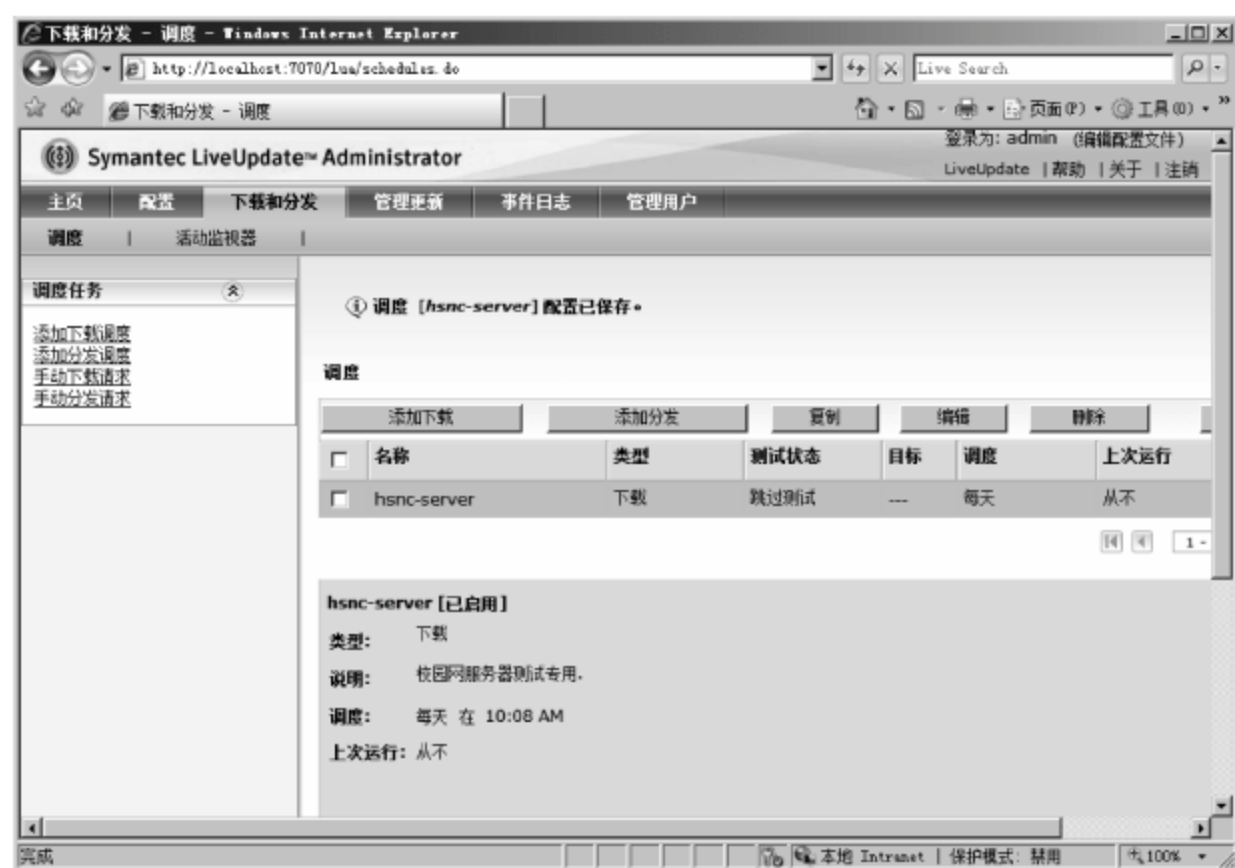 下载和分发 - 调度 - Windows Internet Explorer
http://localhost:7070/lua/schedules.do
Live Search
下载和分发 - 调度
页面(P) 工具(O) »
登录为: admin (编辑配置文件)
Symantec LiveUpdate™ Administrator
LiveUpdate | 帮助 | 关于 | 注销
主页 配置 下载和分发 管理更新 事件日志 管理用户
调度 | 活动监视器 |
调度任务
添加下载调度
添加分发调度
手动下载请求
手动分发请求
调度 [hsnc-server] 配置已保存。
调度
添加下载 添加分发 复制 编辑 删除
名称 类型 测试状态 目标 调度 上次运行
hsnc-server 下载 跳过测试 --- 每天 从不
1 -
hsnc-server [已启用]
类型: 下载
说明: 校园网服务器测试专用.
调度: 每天 在 10:08 AM
上次运行: 从不
完成 本地 Intranet | 保护模式: 禁用 100%